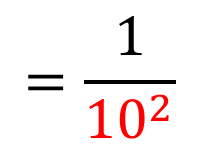 = 1/10²